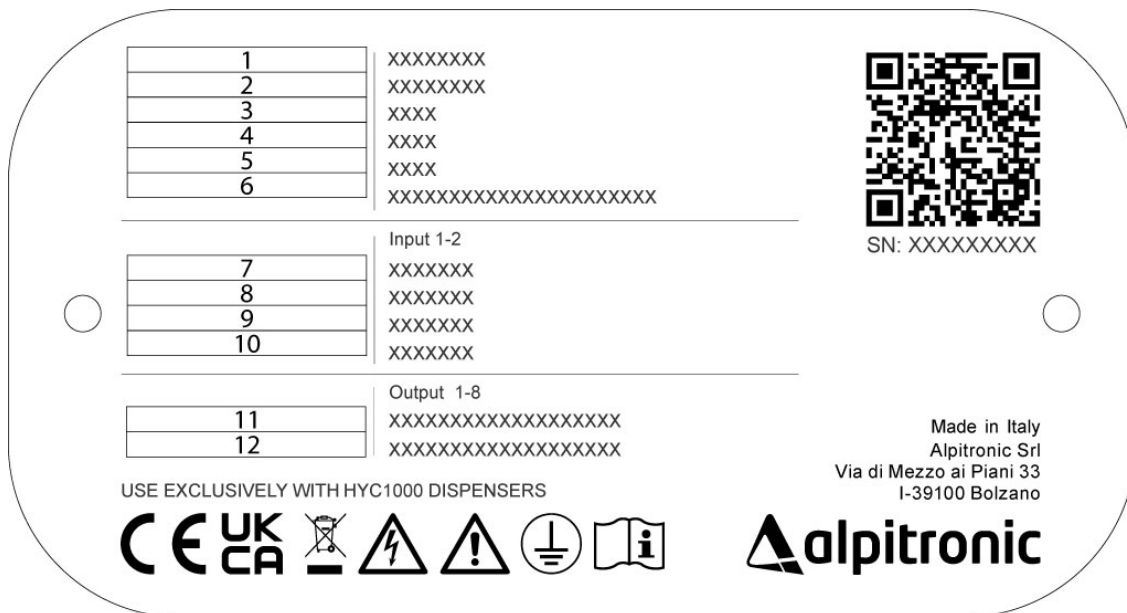 1 XXXXXXXX
2 XXXXXXXX
3 XXXX
4 XXXX
5 XXXX
6 XXXXXXXXXXXXXXXXXXXXXX
SN: XXXXXXXXX
Input 1-2
7 XXXXXXX
8 XXXXXXX
9 XXXXXXX
10 XXXXXXX
Output 1-8
11 XXXXXXXXXXXXXXXXXXX
12 XXXXXXXXXXXXXXXXXXX
Made in Italy
Alpitronic Srl
Via di Mezzo ai Piani 33
I-39100 Bolzano
USE EXCLUSIVELY WITH HYC1000 DISPENSERS
CE UK CA
alpitronic